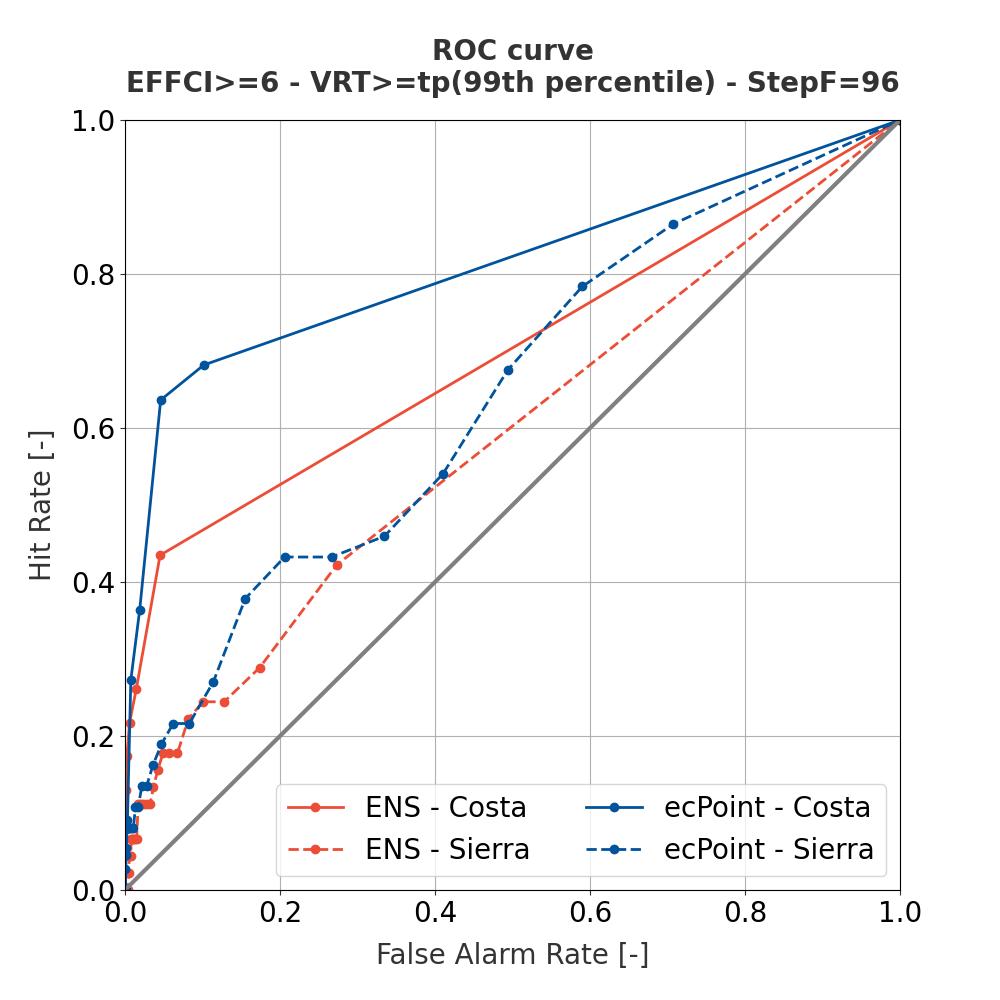 ROC curve
EFFCI>=6 - VRT>=tp(99th percentile) - StepF=96
1.0
0.8
0.6
0.4
0.2
0.0
Hit Rate [-]
ENS - Costa
ecPoint - Costa
ENS - Sierra
ecPoint - Sierra
0.0 0.2 0.4 0.6 0.8 1.0
False Alarm Rate [-]